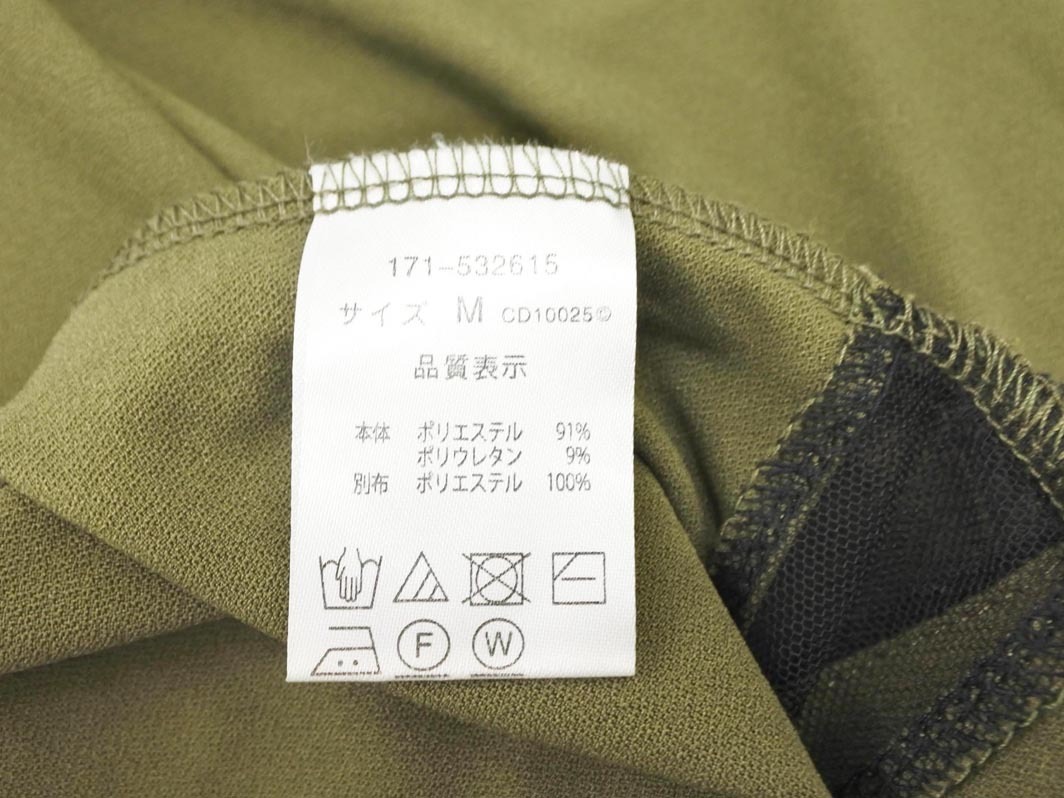 171-532615
サイズ M CD10025©
品質表示
本体 ポリエステル 91%
ポリウレタン 9%
別布 ポリエステル 100%
F W